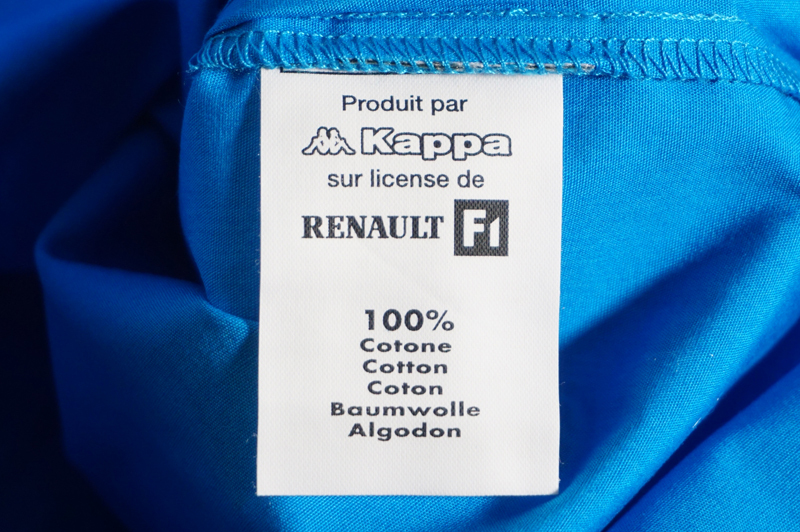 Produit par
Kappa
sur license de
RENAULT F1
100%
Cotone
Cotton
Coton
Baumwolle
Algodon